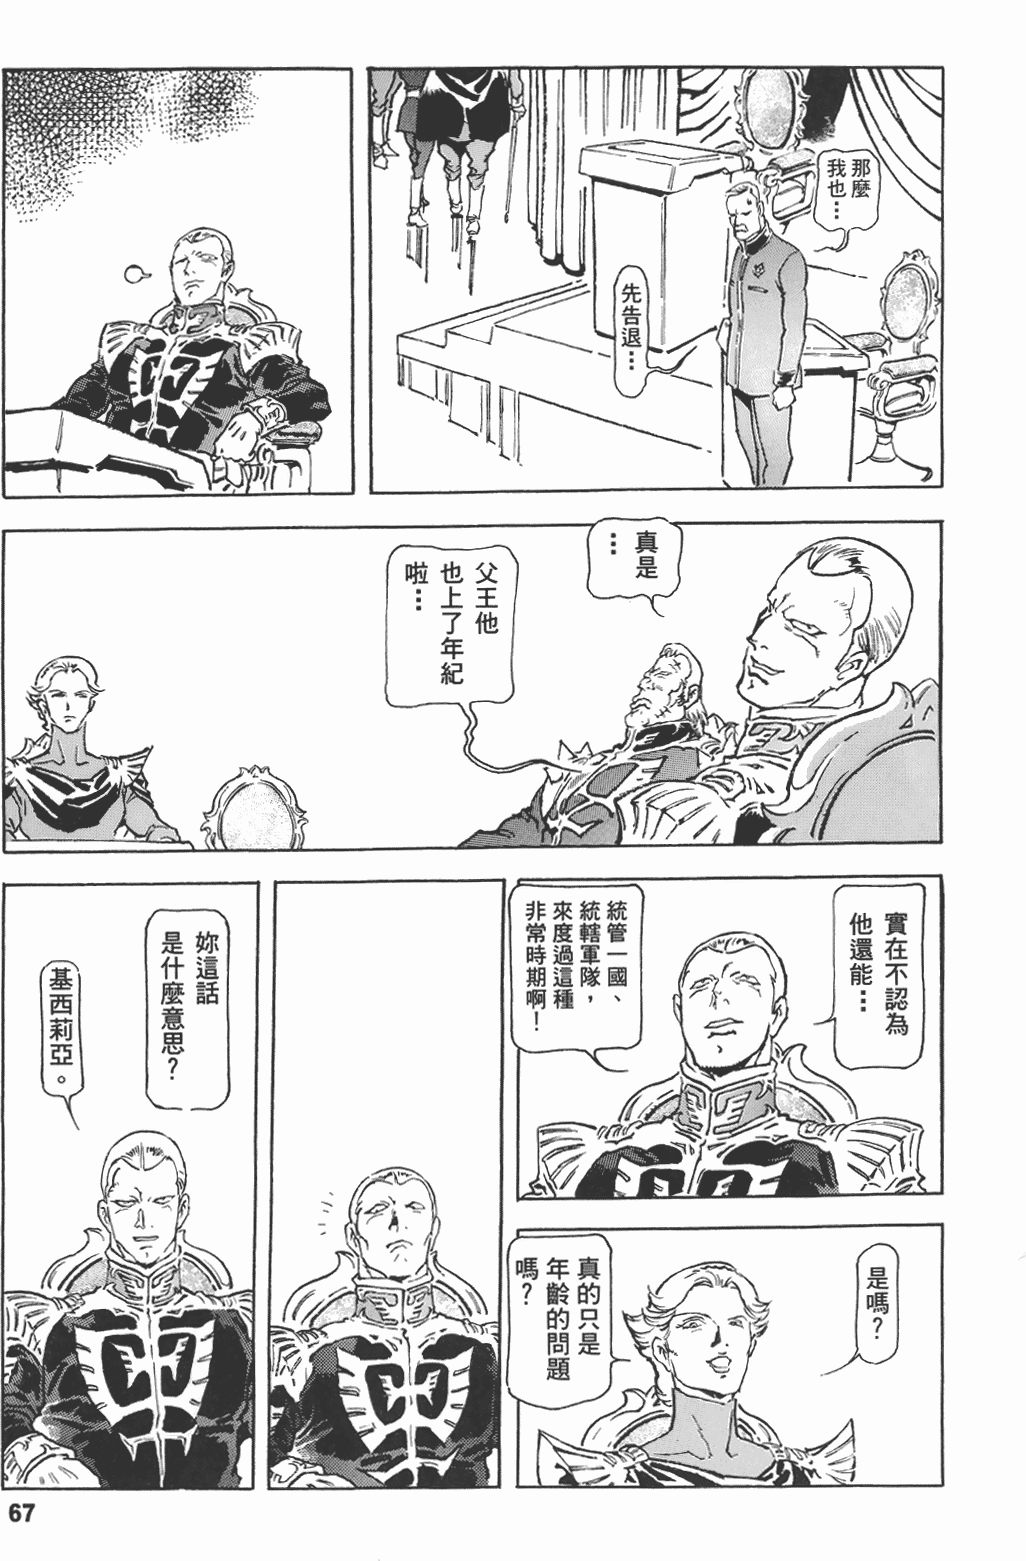 那麼
我也…
先告退…
真是
…
父王他
也上了年紀
啦…
實在不認為
他還能…
統管一國、
統轄軍隊，
來度過這種
非常時期啊！
是嗎？
真的只是
年齡的問題
嗎？
妳這話
是什麼意思？
基西莉亞。
67